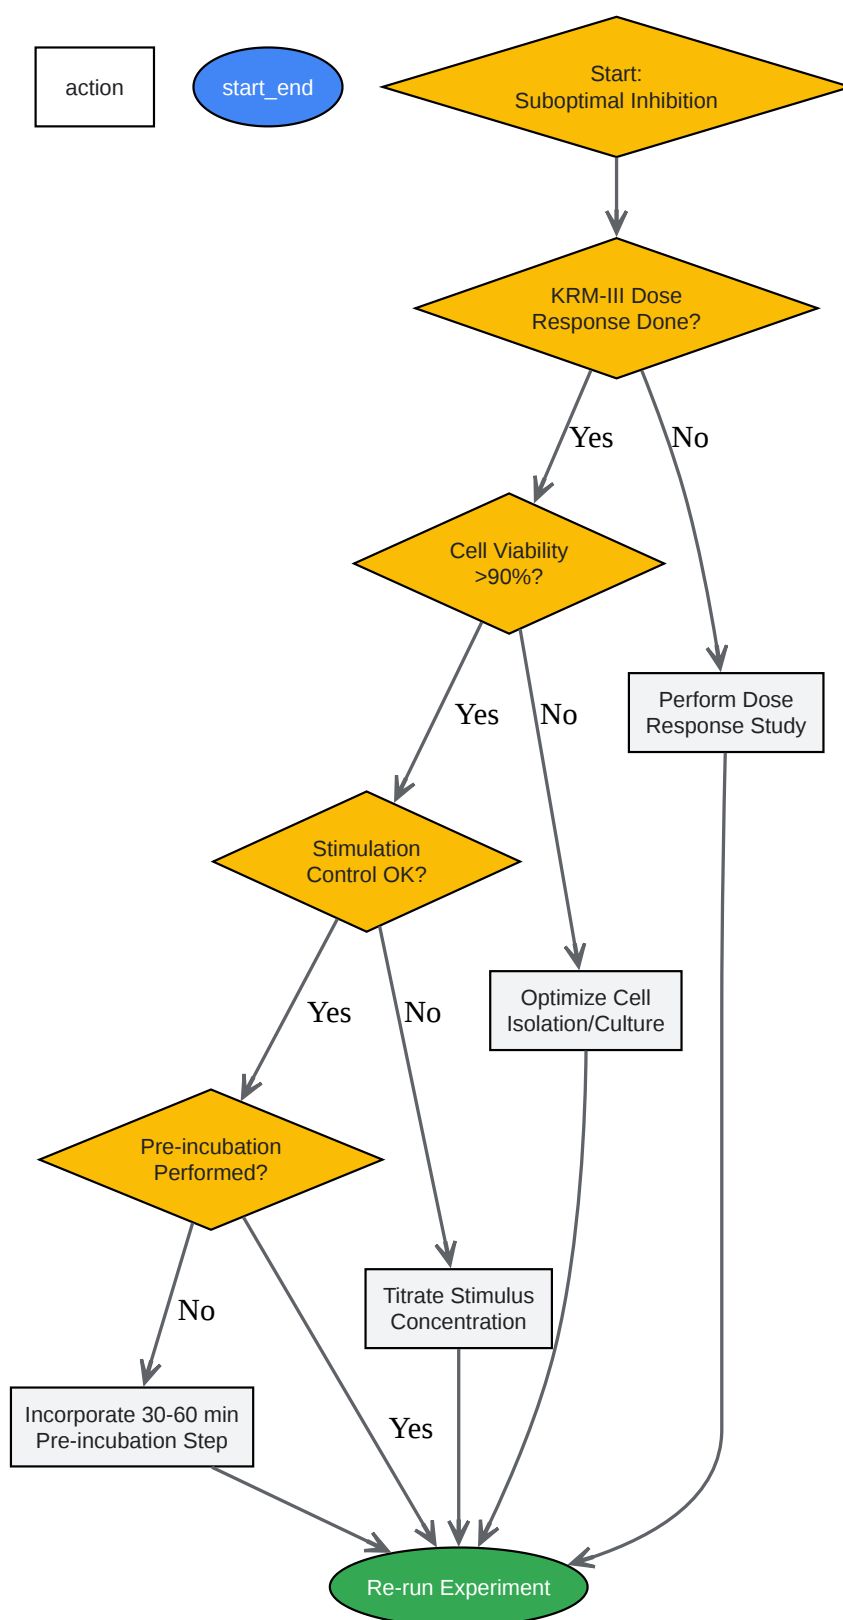 action
start_end
Start:
Suboptimal Inhibition
KRM-III Dose
Response Done?
Yes
No
Cell Viability
>90%?
Yes
No
Perform Dose
Response Study
Stimulation
Control OK?
Yes
No
Optimize Cell
Isolation/Culture
Pre-incubation
Performed?
No
Titrate Stimulus
Concentration
Incorporate 30-60 min
Pre-incubation Step
Yes
Re-run Experiment